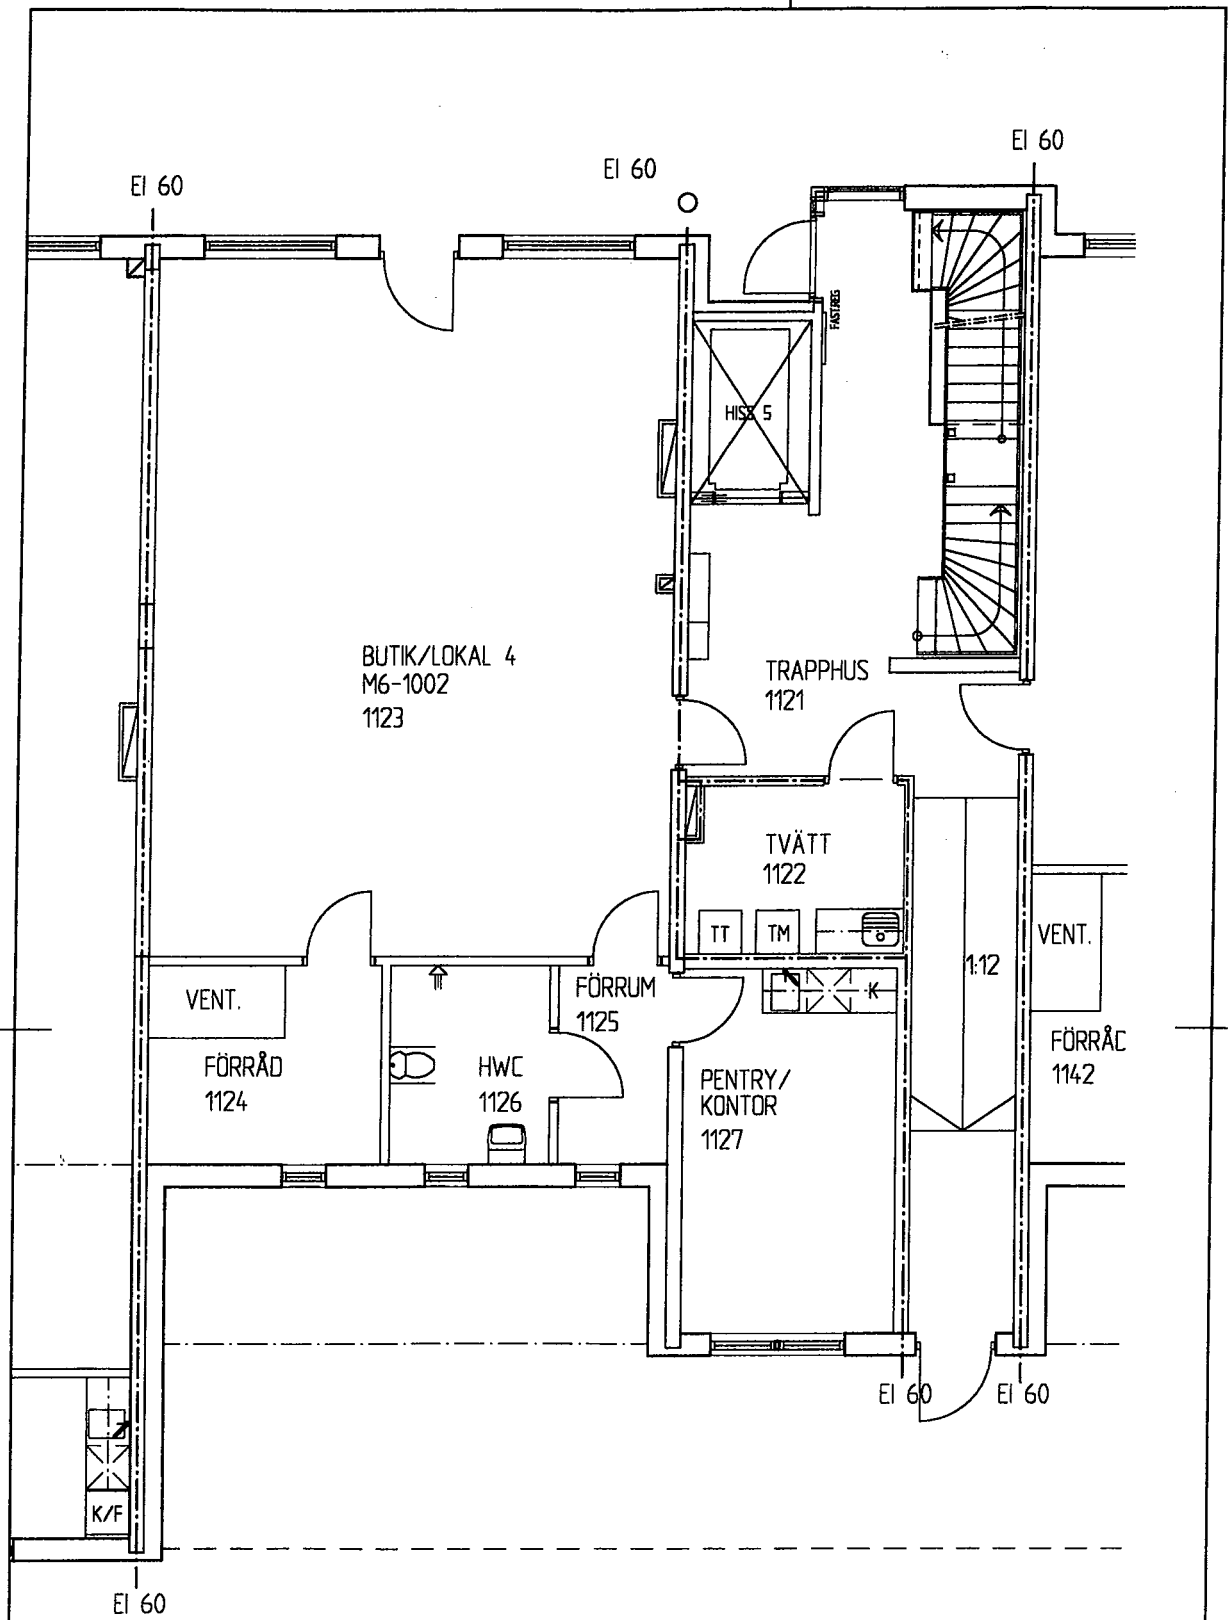 EI 60
EI 60
EI 60
FASTREG
HISS 5
BUTIK/LOKAL 4
M6-1002
1123
TRAPPHUS
1121
TVÄTT
1122
TT
TM
VENT.
1:12
K
VENT.
FÖRRUM
1125
FÖRRÅD
1124
HWC
1126
PENTRY/
KONTOR
1127
FÖRRÅD
1142
EI 60
EI 60
K/F
EI 60